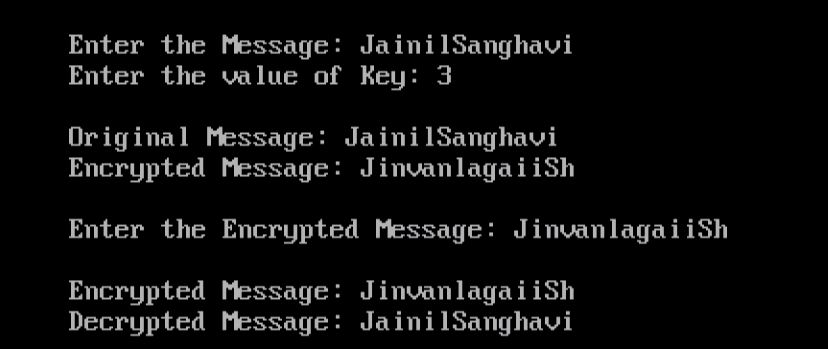 Enter the Message: JainilSanghavi
Enter the value of Key: 3
Original Message: JainilSanghavi
Encrypted Message: JinvanlagaiiSh
Enter the Encrypted Message: JinvanlagaiiSh
Encrypted Message: JinvanlagaiiSh
Decrypted Message: JainilSanghavi